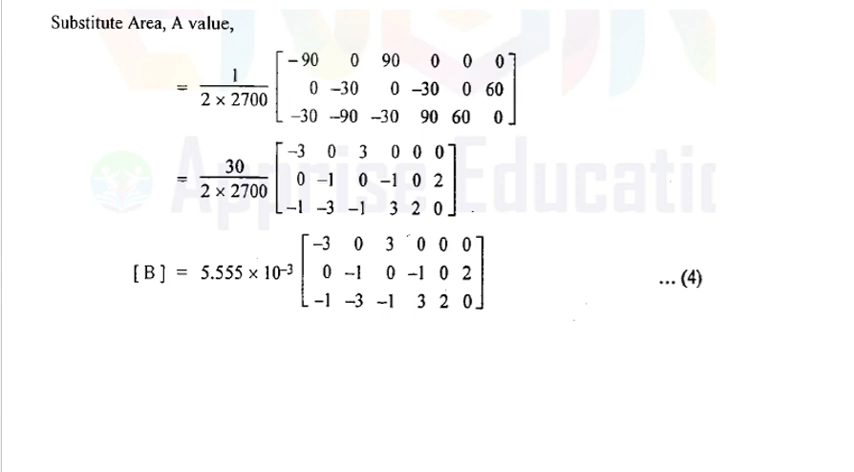 Substitute Area, A value,
= 1 / 2 × 2700 [ –90 0 90 0 0 0
0 –30 0 –30 0 60
–30 –90 –30 90 60 0 ]
= 30 / 2 × 2700 [ –3 0 3 0 0 0
0 –1 0 –1 0 2
–1 –3 –1 3 2 0 ] .
[ B ] = 5.555 × 10–3 [ –3 0 3 0 0 0
0 –1 0 –1 0 2
–1 –3 –1 3 2 0 ]
... (4)